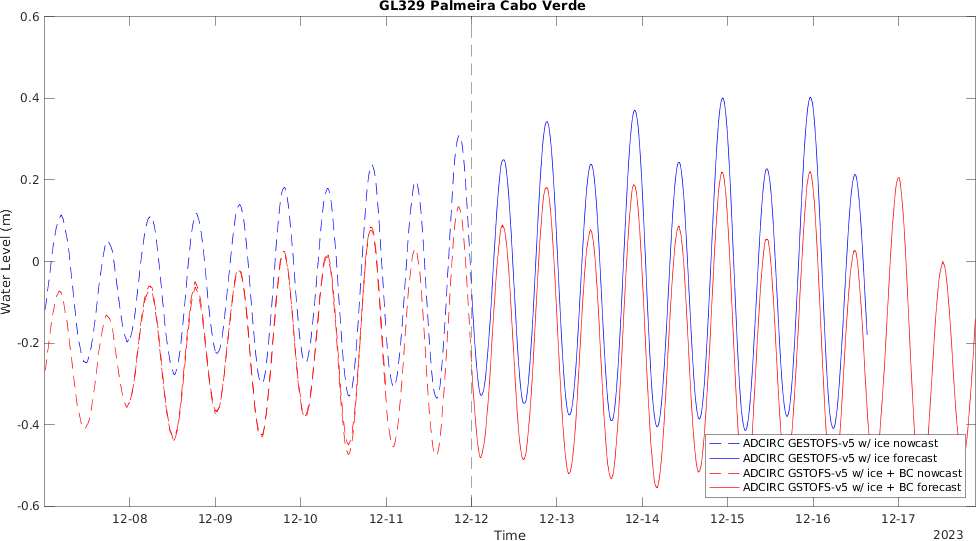 GL329 Palmeira Cabo Verde
0.6
0.4
0.2
0
-0.2
-0.4
-0.6
Water Level (m)
12-08
12-09
12-10
12-11
12-12
12-13
12-14
12-15
12-16
12-17
Time
2023
ADCIRC GESTOFS-v5 w/ ice nowcast
ADCIRC GESTOFS-v5 w/ ice forecast
ADCIRC GSTOFS-v5 w/ ice + BC nowcast
ADCIRC GSTOFS-v5 w/ ice + BC forecast